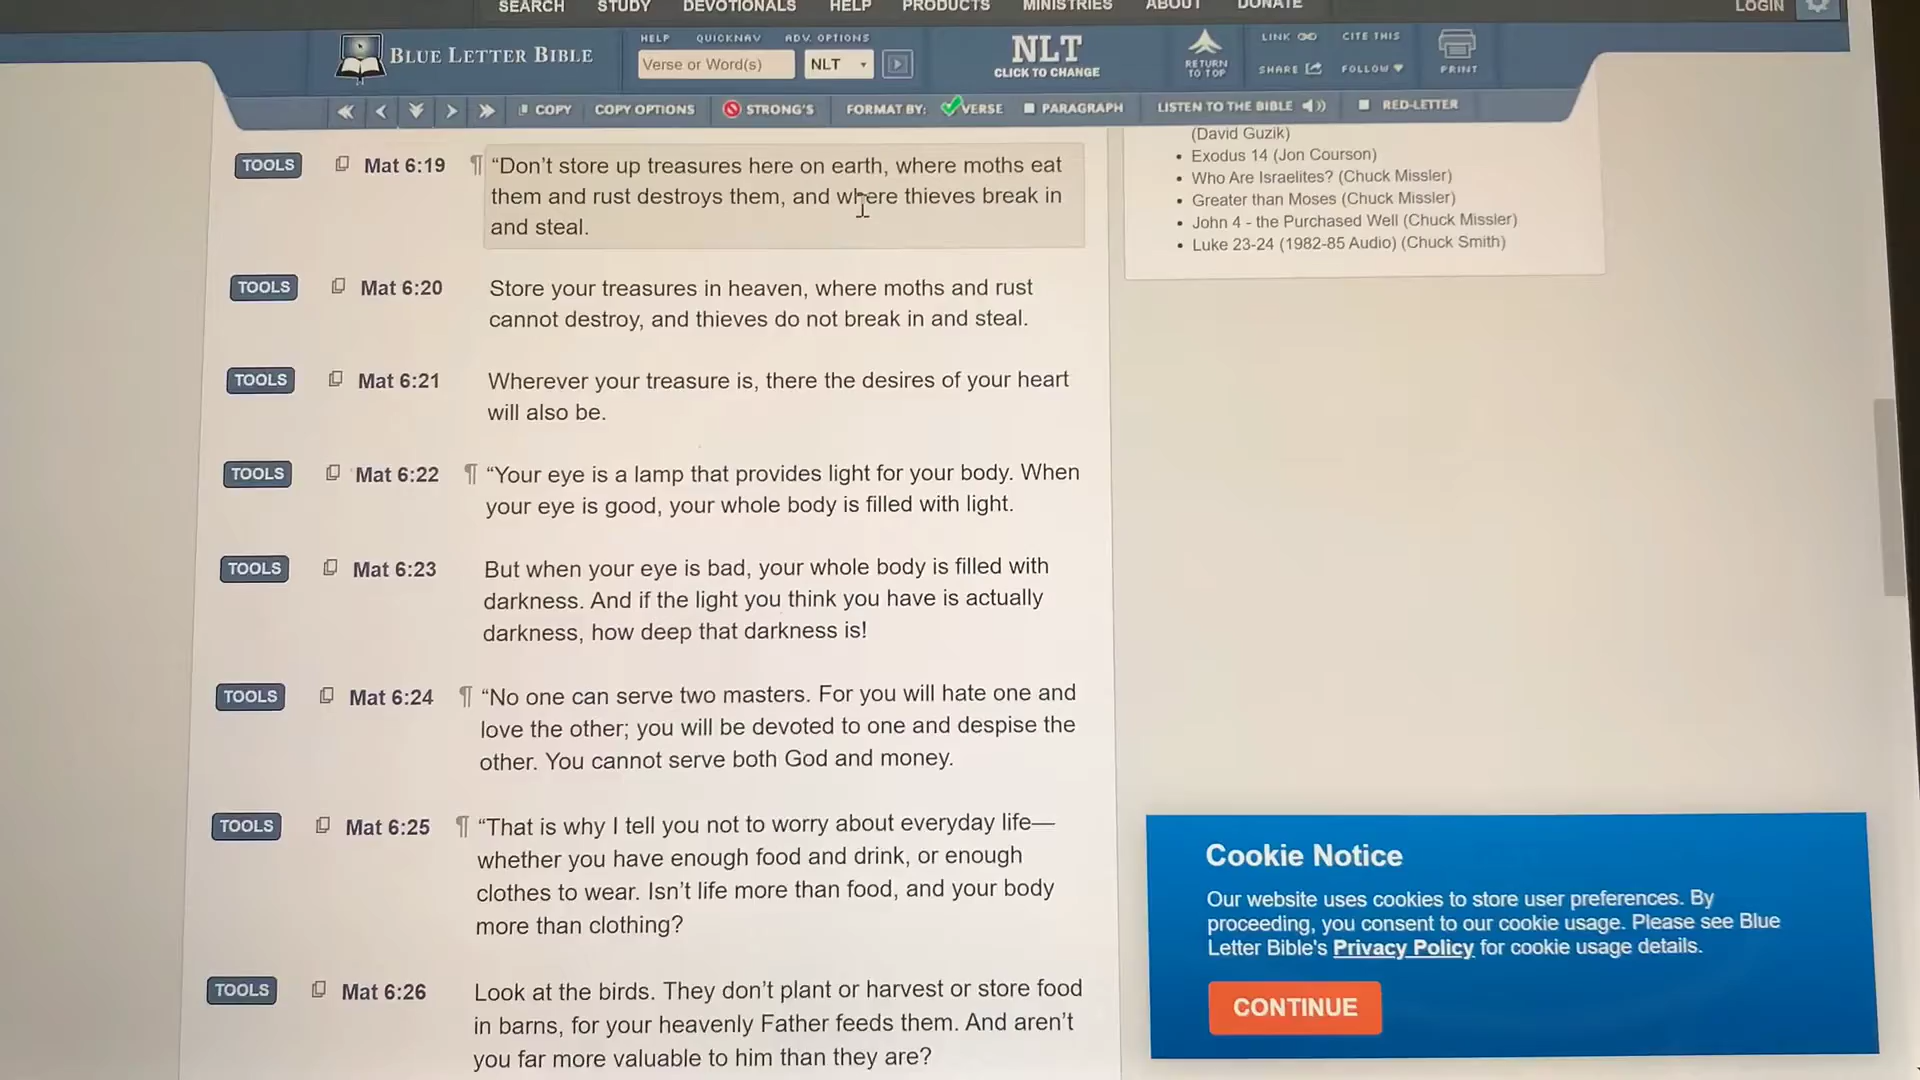 SEARCH STUDY DEVOTIONALS HELP PRODUCTS MINISTRIES ABOUT DONATE LOGIN
BLUE LETTER BIBLE
HELP QUICKNAV ADV. OPTIONS
Verse or Word(s) NLT
NLT
CLICK TO CHANGE
RETURN
TO TOP
LINK CITE THIS
SHARE FOLLOW
PRINT
COPY COPY OPTIONS STRONG'S FORMAT BY: VERSE PARAGRAPH LISTEN TO THE BIBLE RED-LETTER
TOOLS Mat 6:19 ¶ “Don’t store up treasures here on earth, where moths eat
them and rust destroys them, and where thieves break in
and steal.
TOOLS Mat 6:20 Store your treasures in heaven, where moths and rust
cannot destroy, and thieves do not break in and steal.
TOOLS Mat 6:21 Wherever your treasure is, there the desires of your heart
will also be.
TOOLS Mat 6:22 ¶ “Your eye is a lamp that provides light for your body. When
your eye is good, your whole body is filled with light.
TOOLS Mat 6:23 But when your eye is bad, your whole body is filled with
darkness. And if the light you think you have is actually
darkness, how deep that darkness is!
TOOLS Mat 6:24 ¶ “No one can serve two masters. For you will hate one and
love the other; you will be devoted to one and despise the
other. You cannot serve both God and money.
TOOLS Mat 6:25 ¶ “That is why I tell you not to worry about everyday life—
whether you have enough food and drink, or enough
clothes to wear. Isn’t life more than food, and your body
more than clothing?
TOOLS Mat 6:26 Look at the birds. They don’t plant or harvest or store food
in barns, for your heavenly Father feeds them. And aren’t
you far more valuable to him than they are?
(David Guzik)
• Exodus 14 (Jon Courson)
• Who Are Israelites? (Chuck Missler)
• Greater than Moses (Chuck Missler)
• John 4 - the Purchased Well (Chuck Missler)
• Luke 23-24 (1982-85 Audio) (Chuck Smith)
Cookie Notice
Our website uses cookies to store user preferences. By
proceeding, you consent to our cookie usage. Please see Blue
Letter Bible's Privacy Policy for cookie usage details.
CONTINUE